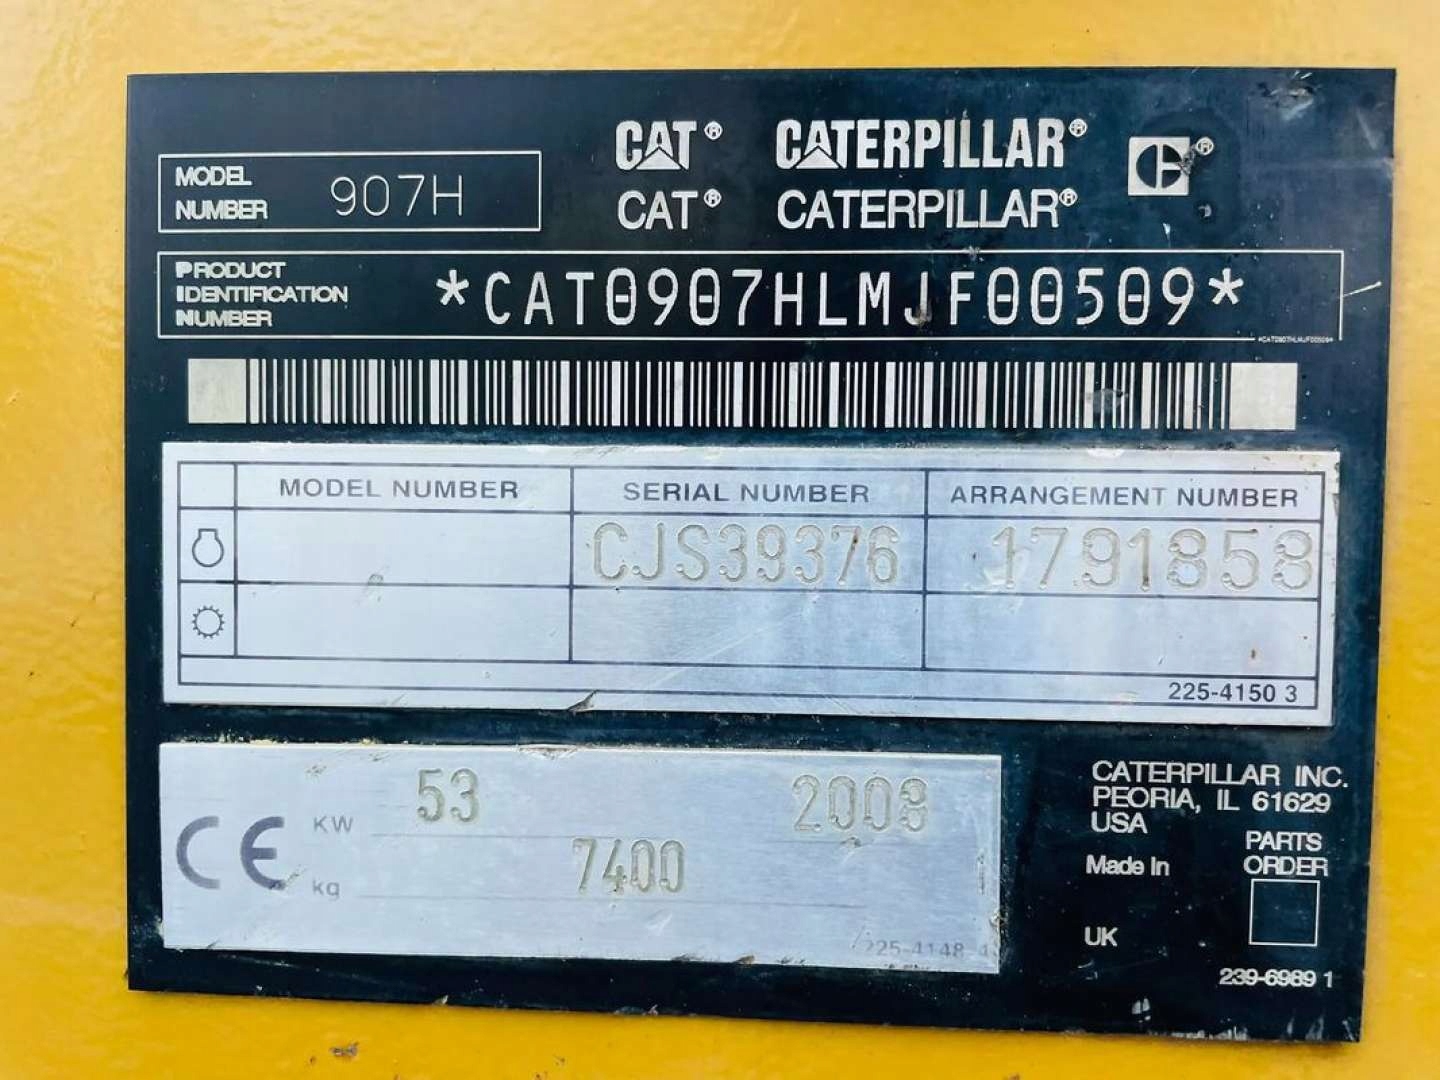 CAT® CATERPILLAR® C®
MODEL
NUMBER 907H CAT® CATERPILLAR®
PRODUCT
IDENTIFICATION
NUMBER
*CAT0907HLMJF00509*
*CAT0907HLMJF00509*
MODEL NUMBER SERIAL NUMBER ARRANGEMENT NUMBER
CJS39376 1791858
225-4150 3
CE KW 53 2008
kg 7400
225-4148 4
CATERPILLAR INC.
PEORIA, IL 61629
USA
Made In
UK
PARTS
ORDER
239-6989 1